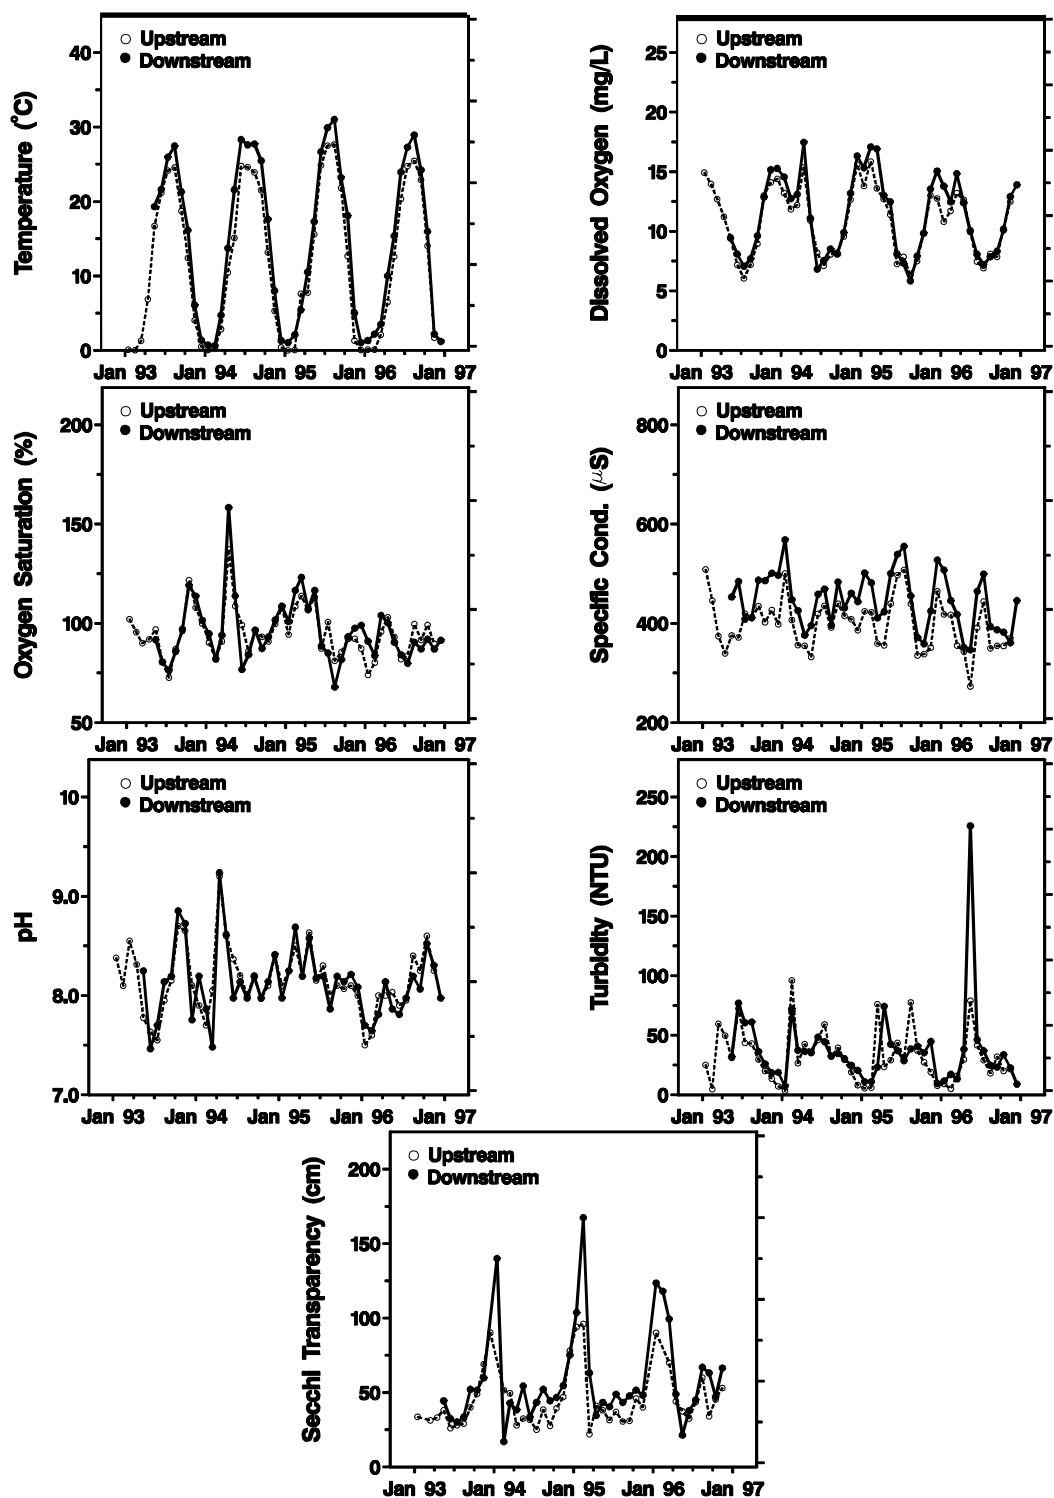 Temperature (°C)
40
30
20
10
0
○ Upstream
● Downstream
Jan 93 Jan 94 Jan 95 Jan 96 Jan 97
Dissolved Oxygen (mg/L)
25
20
15
10
5
0
○ Upstream
● Downstream
Jan 93 Jan 94 Jan 95 Jan 96 Jan 97
Oxygen Saturation (%)
200
150
100
50
○ Upstream
● Downstream
Jan 93 Jan 94 Jan 95 Jan 96 Jan 97
Specific Cond. (µS)
800
600
400
200
○ Upstream
● Downstream
Jan 93 Jan 94 Jan 95 Jan 96 Jan 97
pH
10
9.0
8.0
7.0
○ Upstream
● Downstream
Jan 93 Jan 94 Jan 95 Jan 96 Jan 97
Turbidity (NTU)
250
200
150
100
50
0
○ Upstream
● Downstream
Jan 93 Jan 94 Jan 95 Jan 96 Jan 97
Secchi Transparency (cm)
200
150
100
50
0
○ Upstream
● Downstream
Jan 93 Jan 94 Jan 95 Jan 96 Jan 97